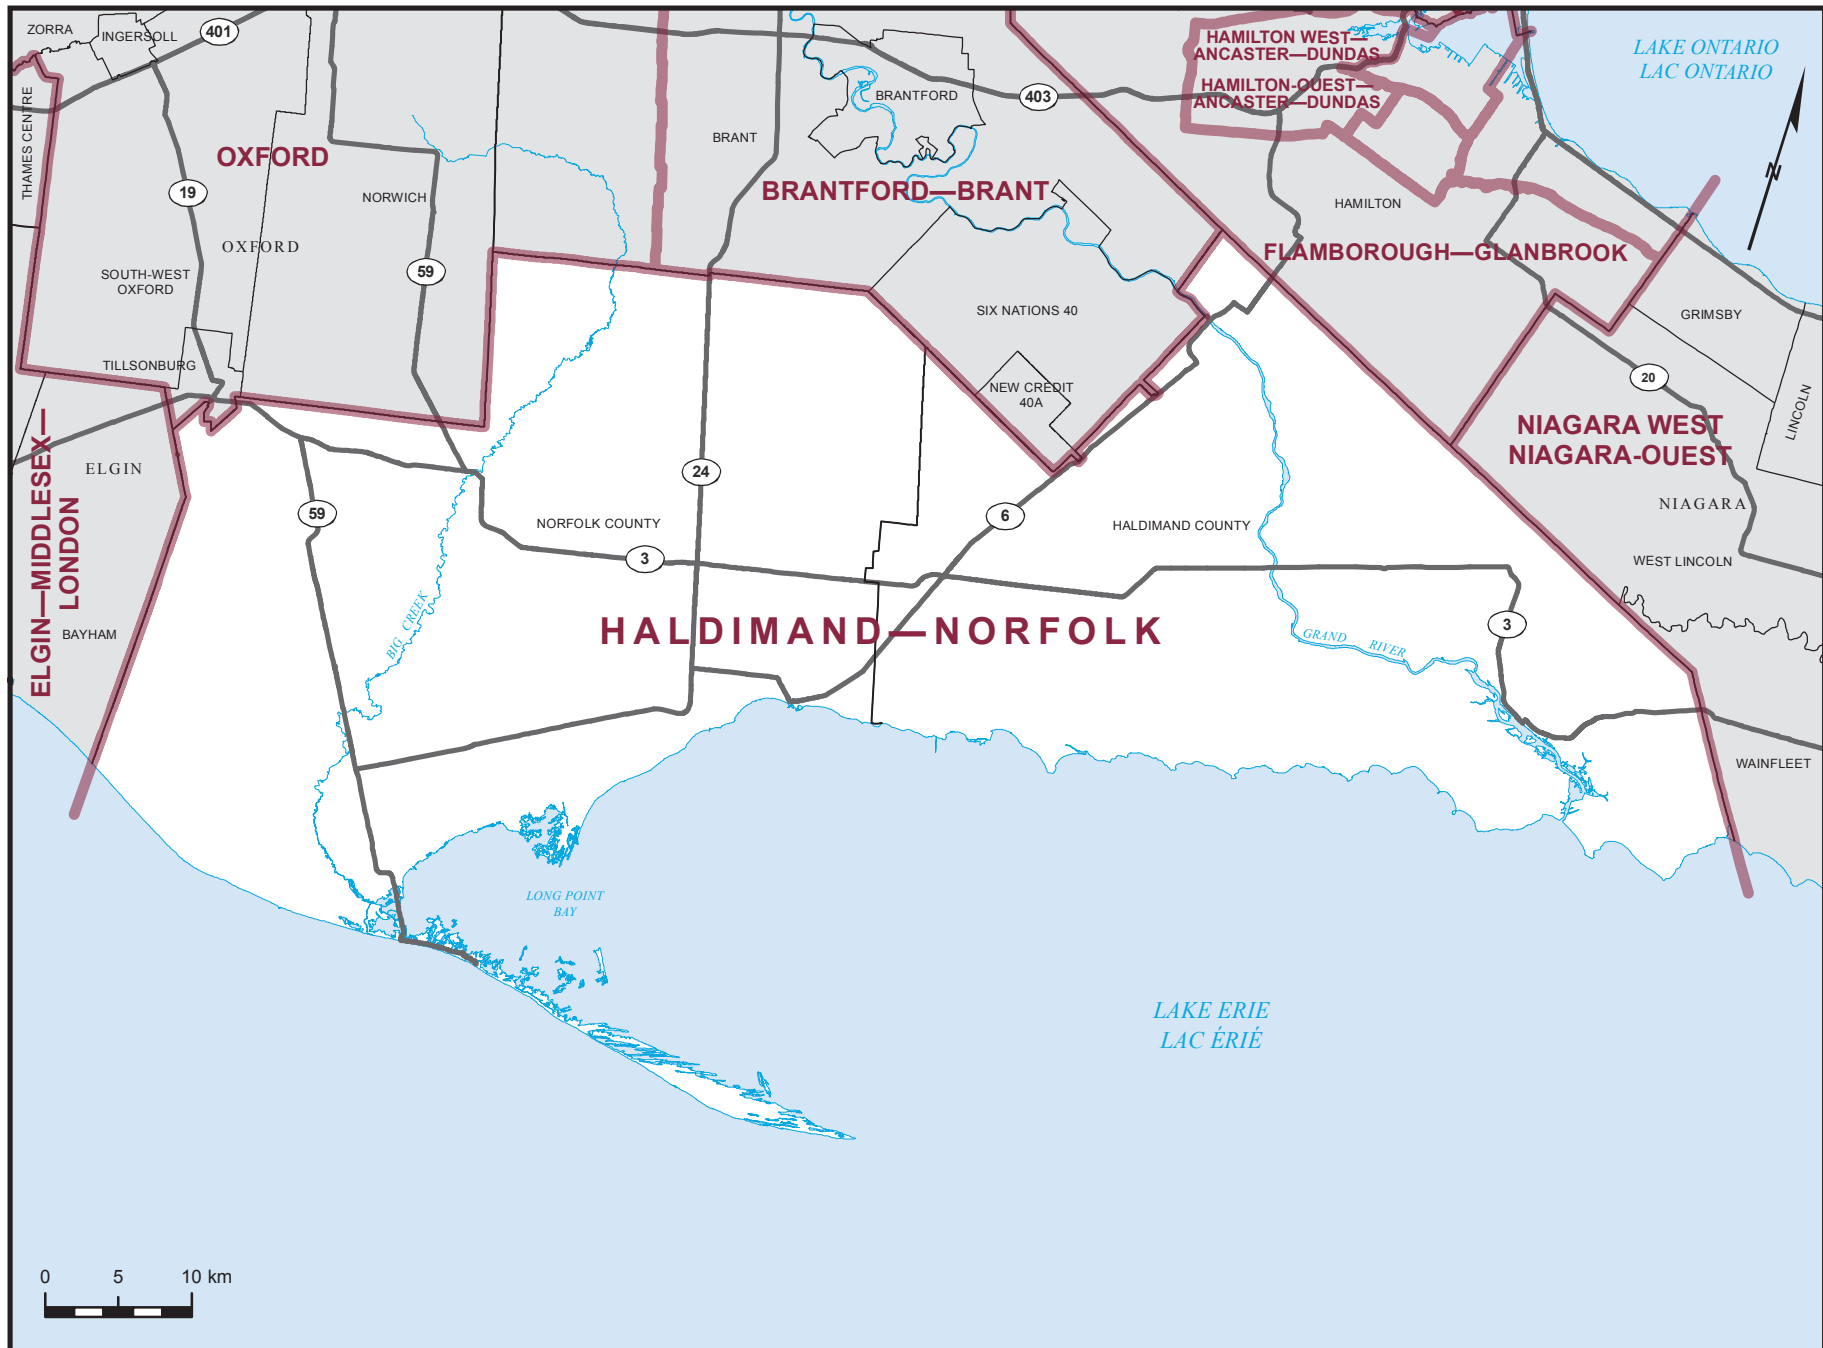 ZORRA
INGERSOLL
401
HAMILTON WEST—
ANCASTER—DUNDAS
HAMILTON-OUEST—
ANCASTER—DUNDAS
LAKE ONTARIO
LAC ONTARIO
THAMES CENTRE
BRANTFORD
403
BRANT
OXFORD
19
NORWICH
BRANTFORD—BRANT
N
HAMILTON
OXFORD
59
SOUTH-WEST
OXFORD
FLAMBOROUGH—GLANBROOK
SIX NATIONS 40
GRIMSBY
TILLSONBURG
NEW CREDIT
40A
20
LINCOLN
ELGIN—MIDDLESEX—
LONDON
ELGIN
NIAGARA WEST
NIAGARA-OUEST
24
59
NORFOLK COUNTY
6
HALDIMAND COUNTY
NIAGARA
3
WEST LINCOLN
BAYHAM
BIG CREEK
HALDIMAND—NORFOLK
GRAND RIVER
3
WAINFLEET
LONG POINT
BAY
LAKE ERIE
LAC ÉRIÉ
0 5 10 km